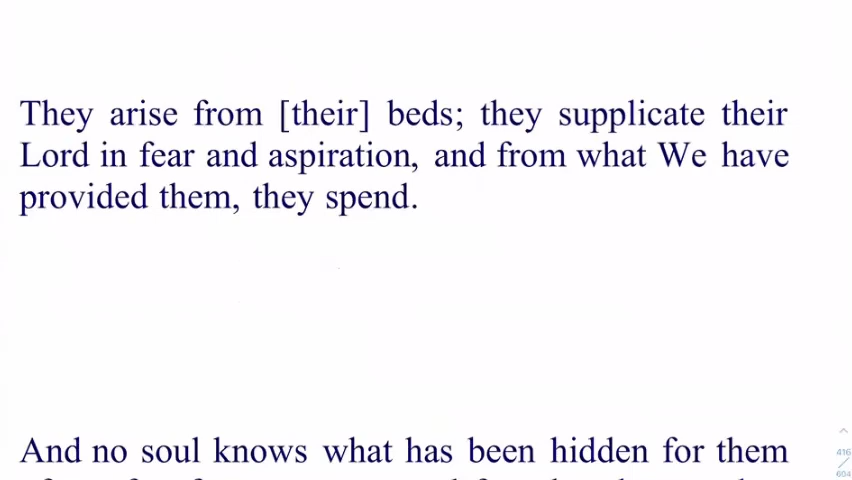 They arise from [their] beds; they supplicate their
Lord in fear and aspiration, and from what We have
provided them, they spend.
And no soul knows what has been hidden for them
416
604